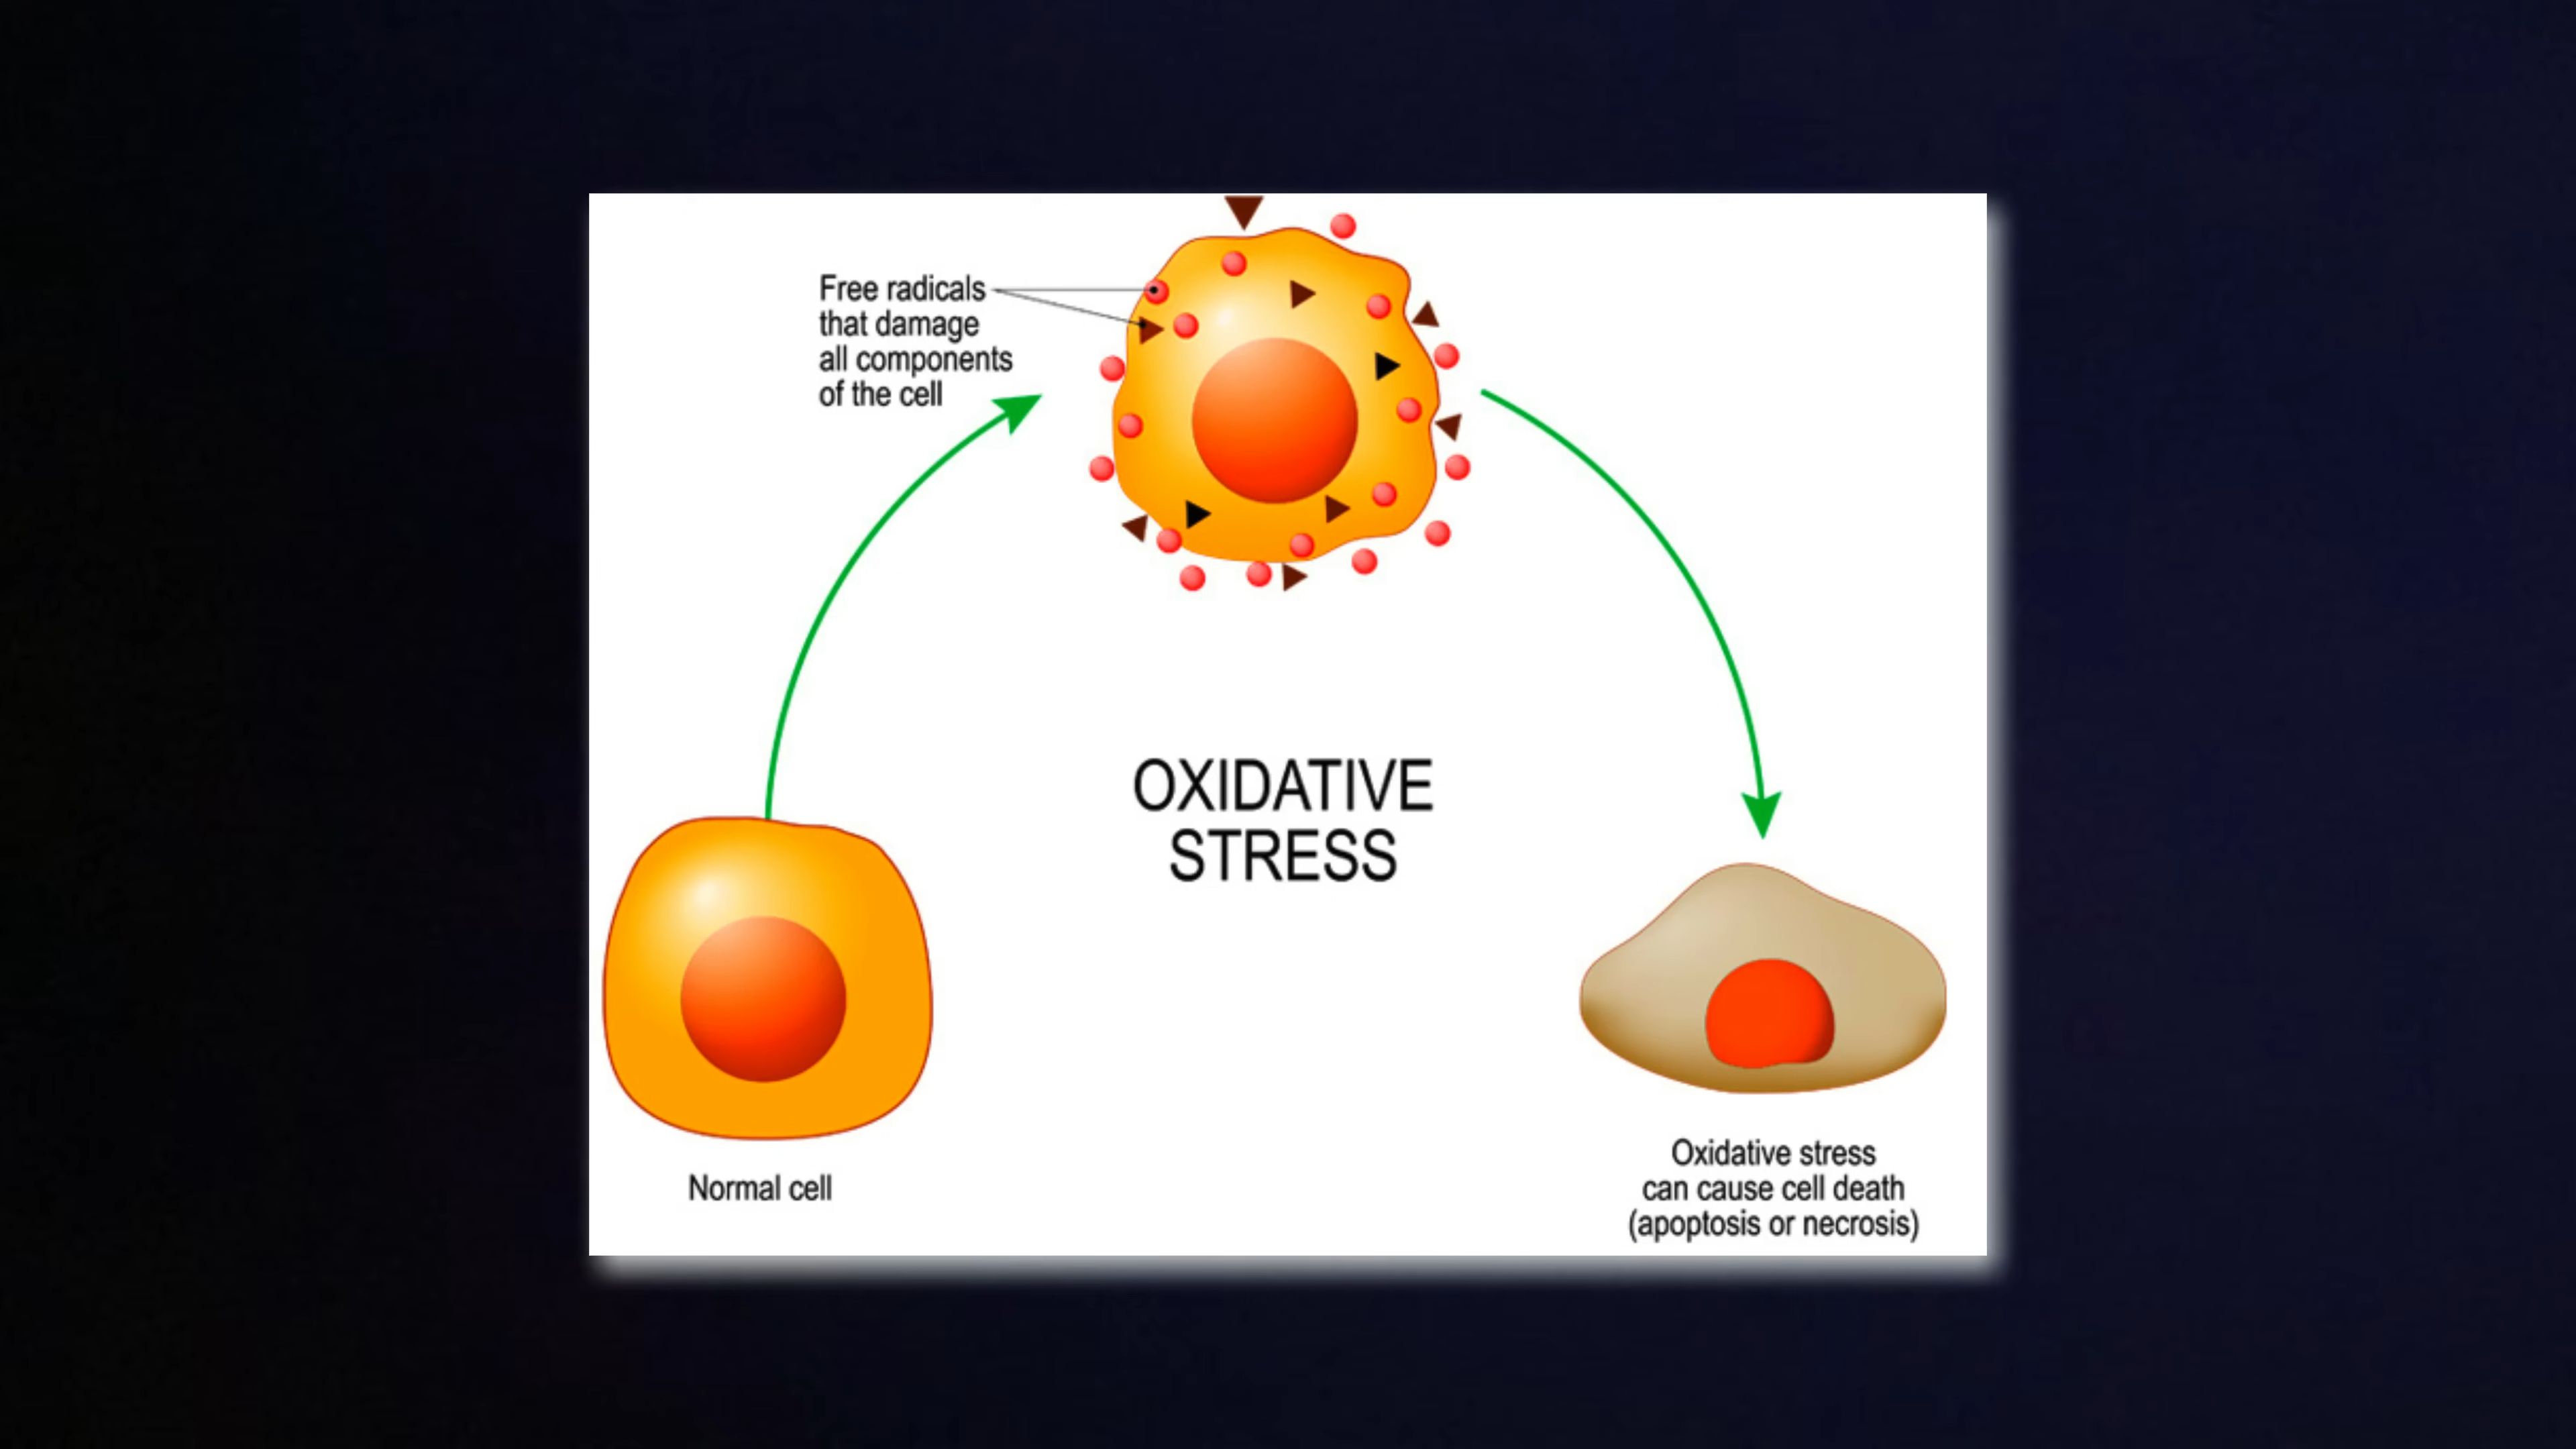 Free radicals
that damage
all components
of the cell
OXIDATIVE
STRESS
Normal cell
Oxidative stress
can cause cell death
(apoptosis or necrosis)